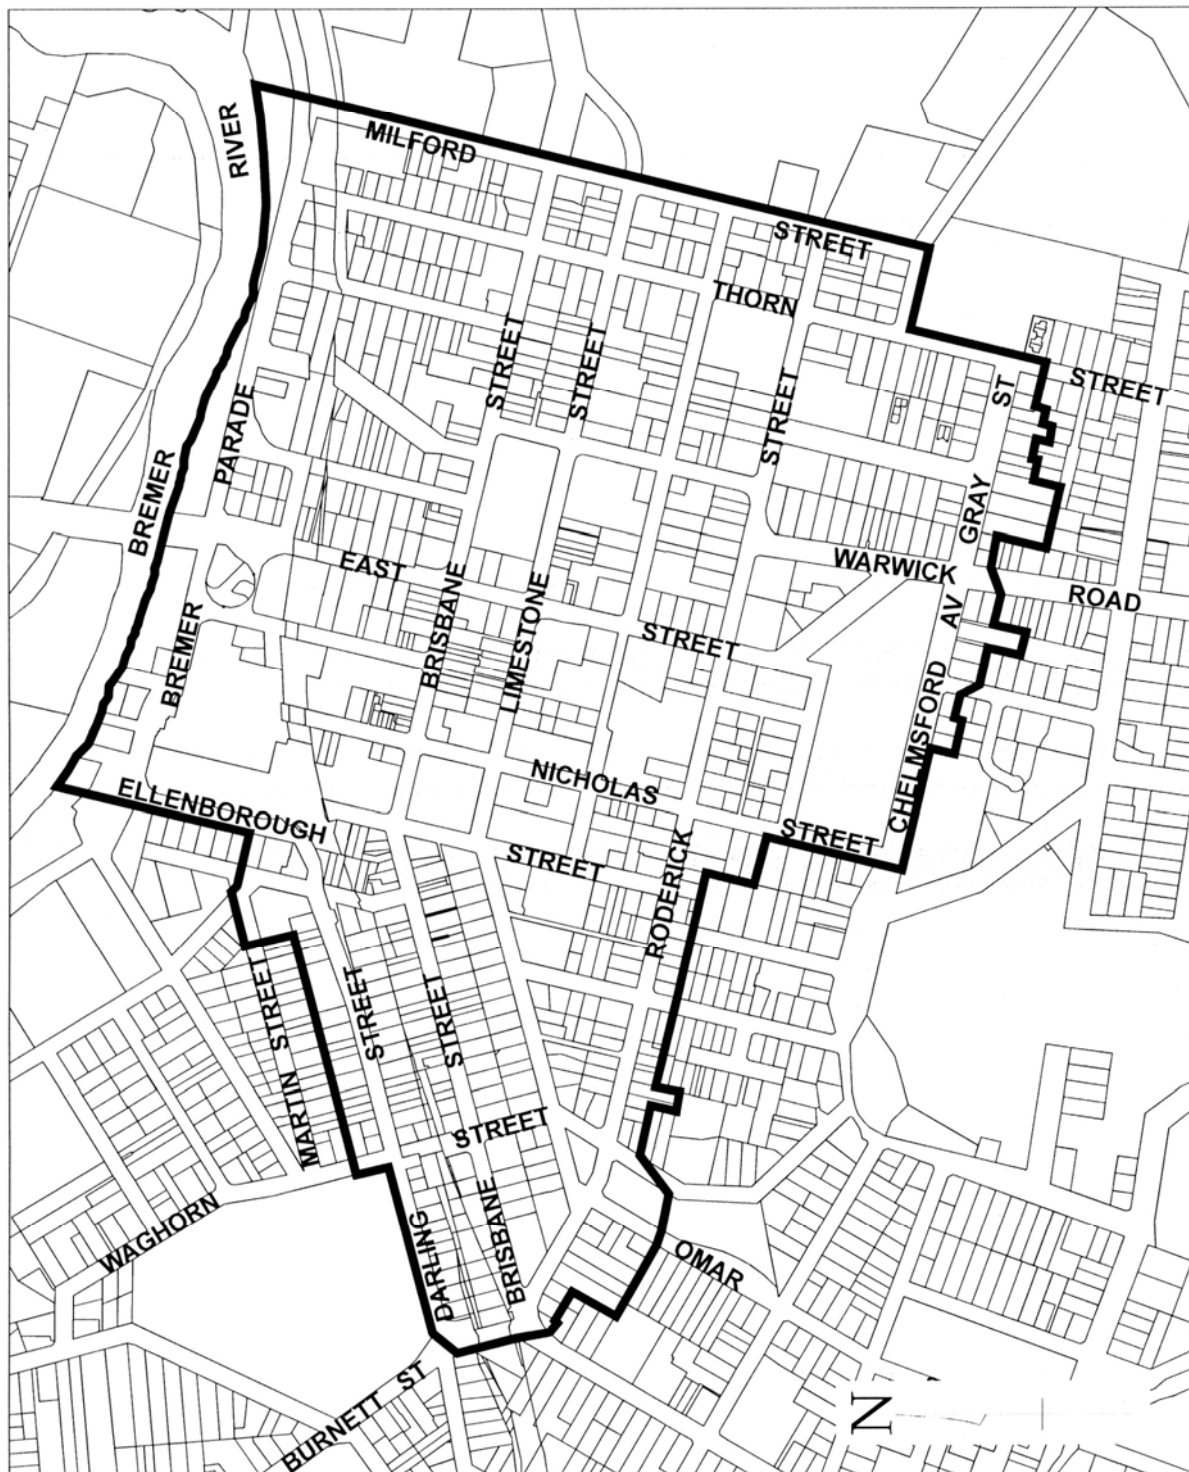 RIVER
MILFORD
STREET
THORN
STREET
STREET
STREET
STREET
ST
PARADE
BREMER
GRAY
EAST
WARWICK
ROAD
AV
BRISBANE
LIMESTONE
STREET
BREMER
CHELMSFORD
NICHOLAS
ELLENBOROUGH
STREET
STREET
RODERICK
STREET
STREET
STREET
MARTIN
STREET
WAGHORN
DARLING
BRISBANE
OMAR
BURNETT ST
N